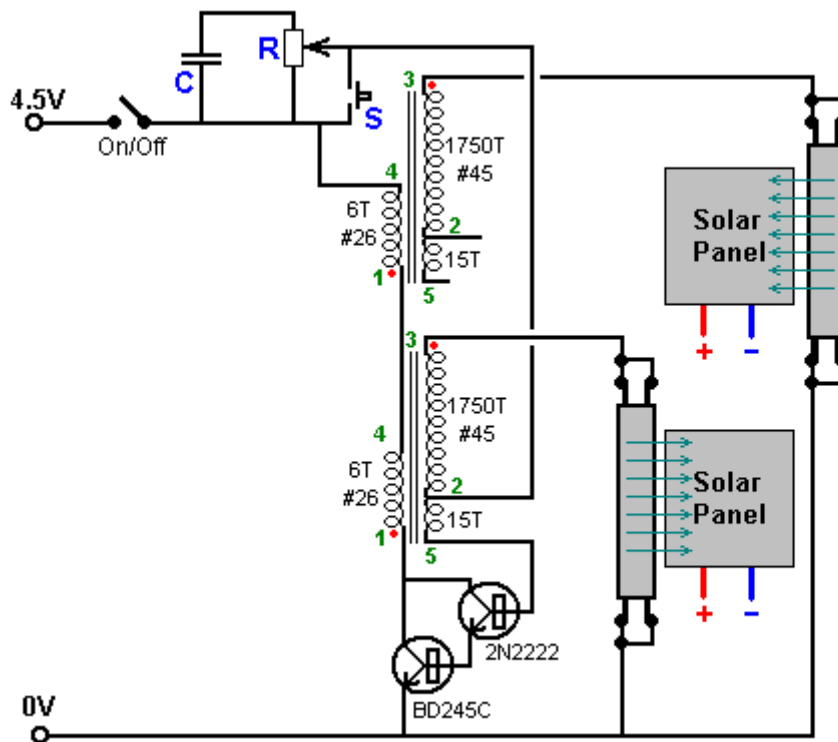 R
C
S
4.5V
On/Off
3
1750T
#45
4
6T
#26
2
15T
1
5
Solar
Panel
+ −
3
1750T
#45
4
6T
#26
2
15T
1
5
Solar
Panel
+ −
2N2222
BD245C
0V